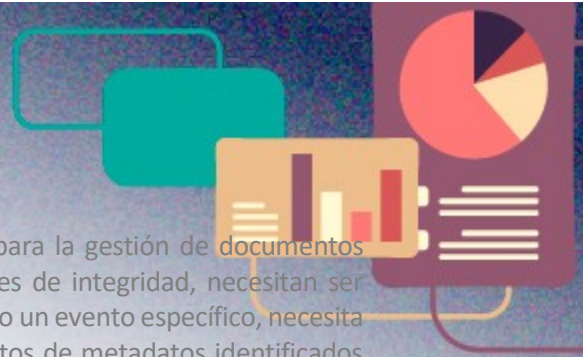 para la gestión de documentos
es de integridad, necesitan ser
o un evento específico, necesita
tos de metadatos identificados